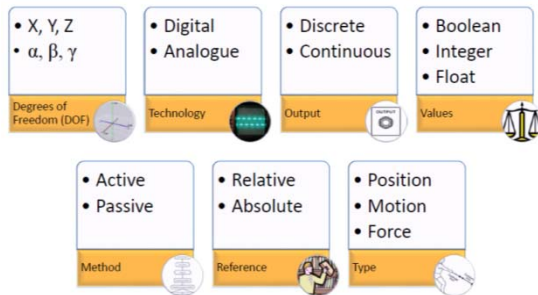 • X, Y, Z
• α, β, γ
Degrees of
Freedom (DOF)
• Digital
• Analogue
Technology
• Discrete
• Continuous
Output
OUTPUT
• Boolean
• Integer
• Float
Values
• Active
• Passive
Method
• Relative
• Absolute
Reference
• Position
• Motion
• Force
Type